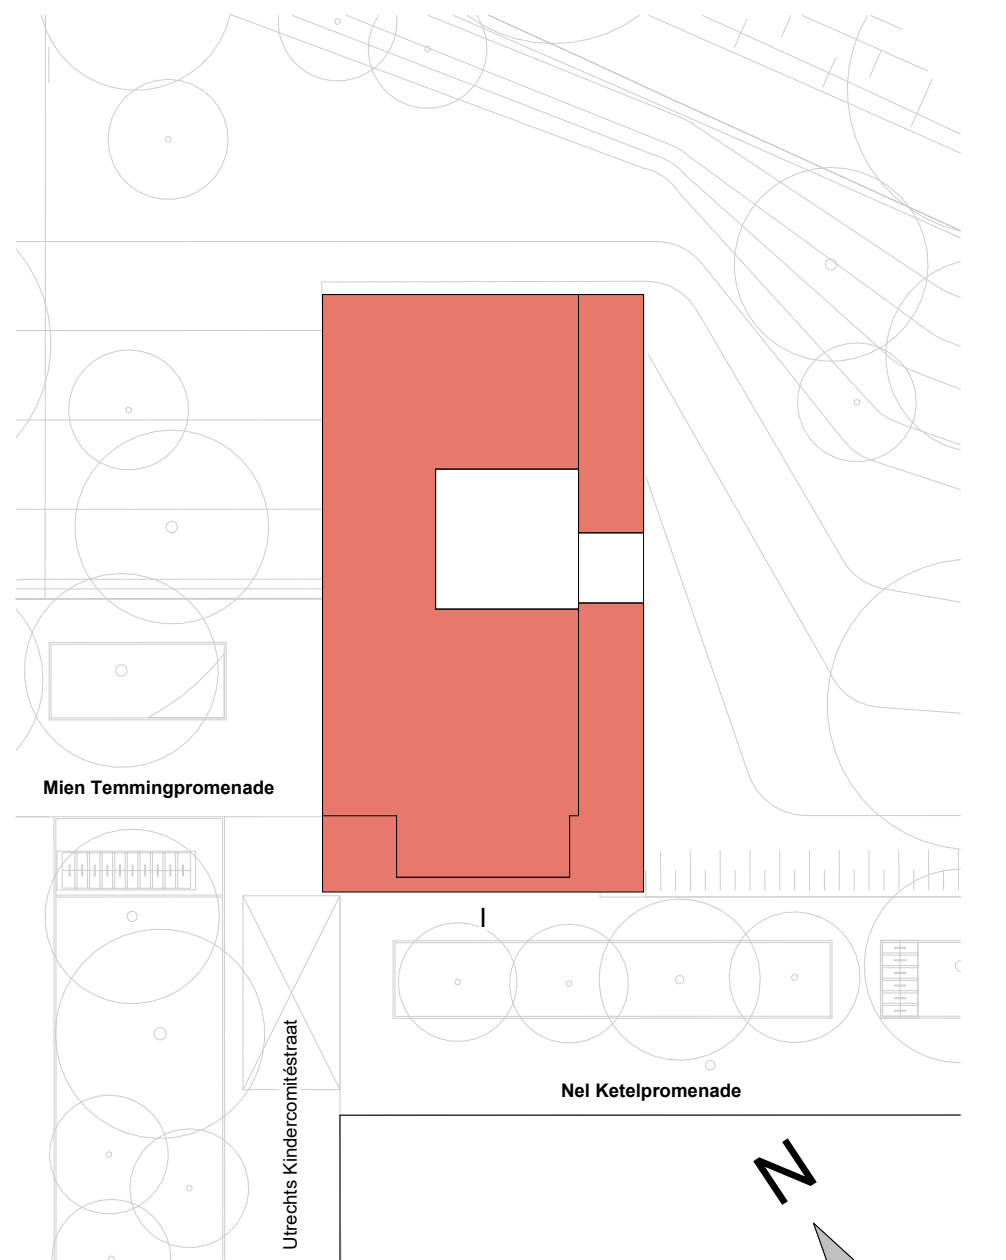 Mien Temmingpromenade
I
Utrechts Kindercomitéstraat
Nel Ketelpromenade
N